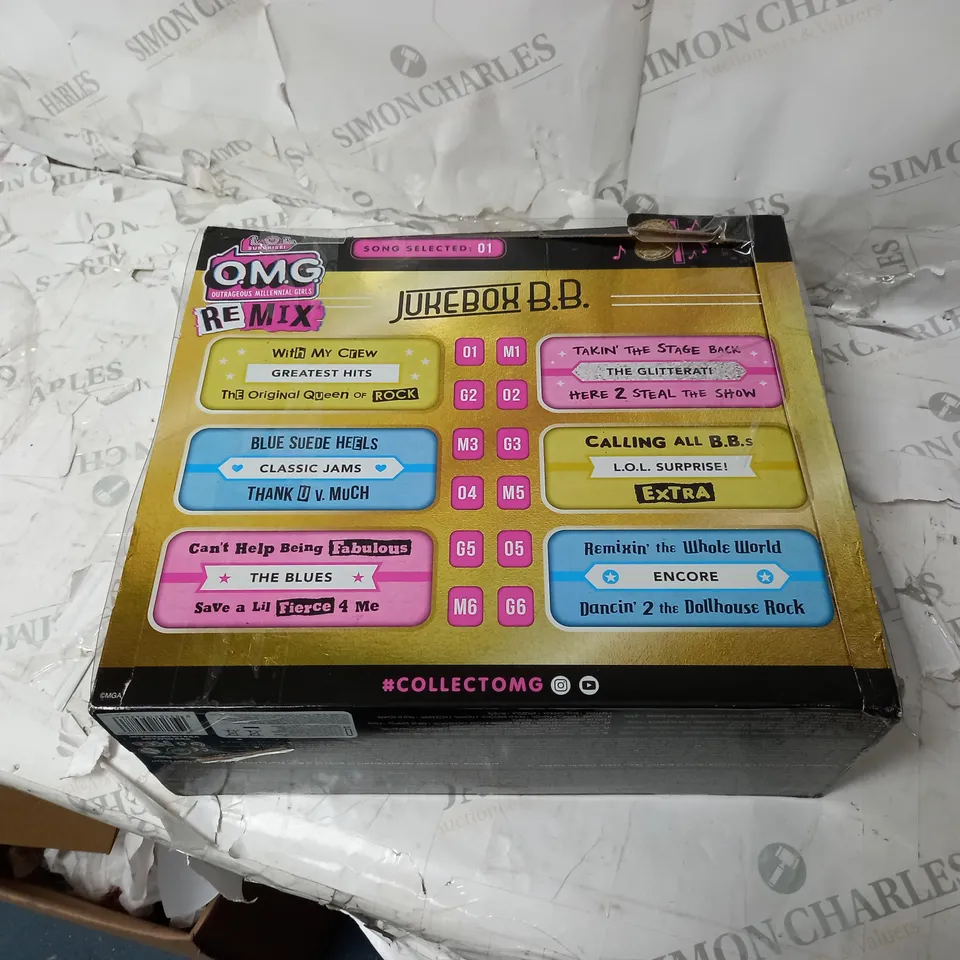 SIMON CHARLES
Auctioneers & Valuers
SURPRISE!
O.M.G
OUTRAGEOUS MILLENNIAL GIRLS
REMIX
SONG SELECTED: 01
JUKEBOX B.B.
With My Crew
GREATEST HITS
The Original Queen of ROCK
01 M1
G2 02
TAKIN' THE STAGE BACK
THE GLITTERATI
HERE 2 STEAL THE SHOW
BLUE SUEDE HEELS
CLASSIC JAMS
THANK U V. MUCH
M3 G3
04 M5
CALLING ALL B.B.s
L.O.L. SURPRISE!
EXTRA
Can't Help Being Fabulous
THE BLUES
Save a Lil Fierce 4 Me
G5 05
M6 G6
Remixin' the Whole World
ENCORE
Dancin' 2 the Dollhouse Rock
©MGA
#COLLECTOMG